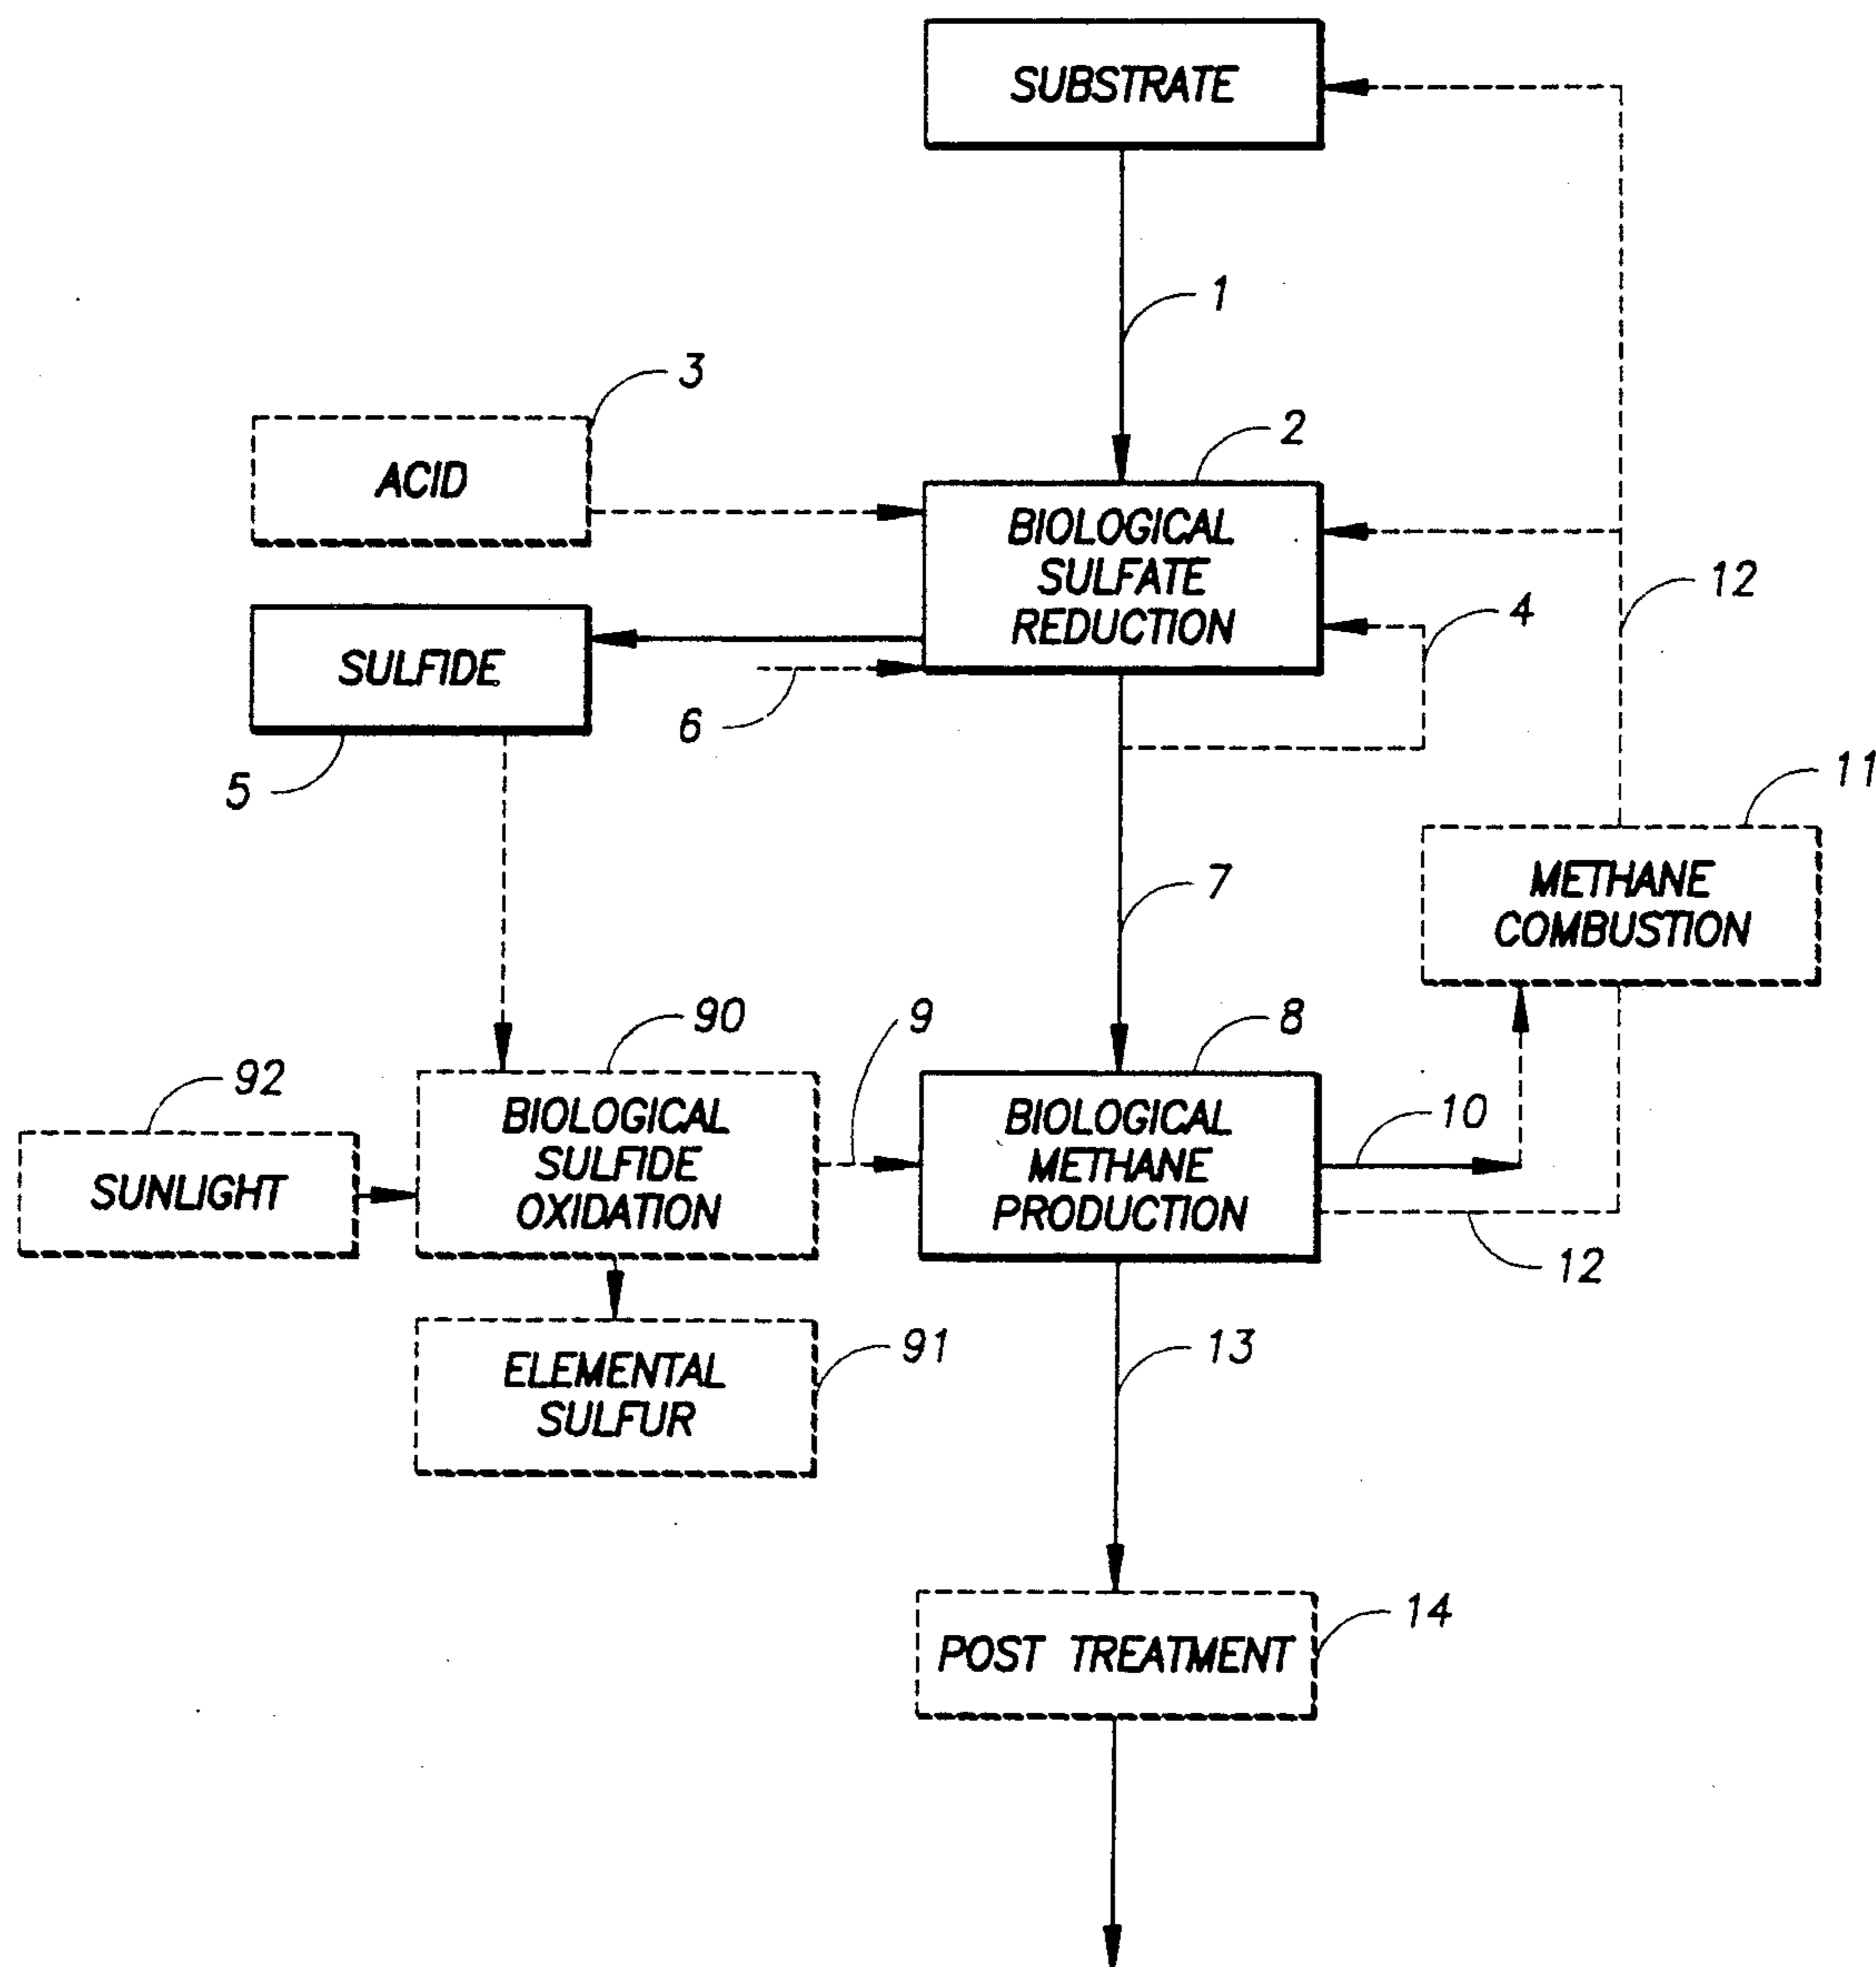 SUBSTRATE
1
3
ACID
2
BIOLOGICAL
SULFATE
REDUCTION
12
4
SULFIDE
6
5
11
METHANE
COMBUSTION
7
90
9
8
92
BIOLOGICAL
SULFIDE
OXIDATION
BIOLOGICAL
METHANE
PRODUCTION
10
SUNLIGHT
12
ELEMENTAL
SULFUR
91
13
14
POST TREATMENT